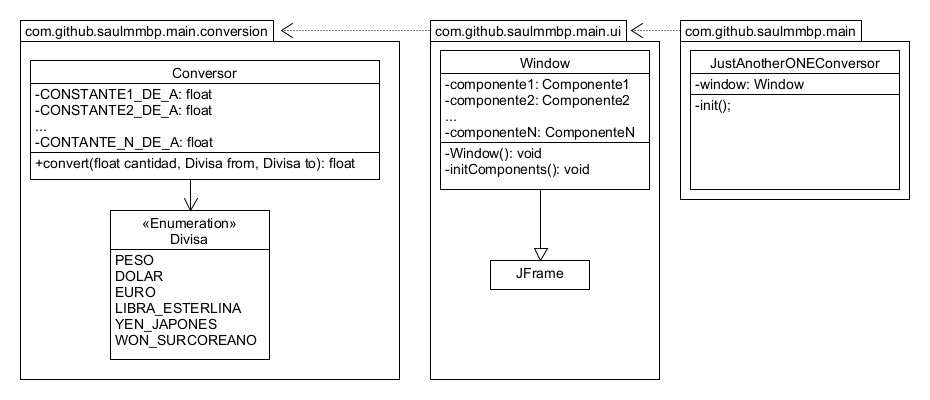 com.github.saulmmbp.main.conversion
Conversor
-CONSTANTE1_DE_A: float
-CONSTANTE2_DE_A: float
...
-CONTANTE_N_DE_A: float
+convert(float cantidad, Divisa from, Divisa to): float
«Enumeration»
Divisa
PESO
DOLAR
EURO
LIBRA_ESTERLINA
YEN_JAPONES
WON_SURCOREANO
com.github.saulmmbp.main.ui
Window
-componente1: Componente1
-componente2: Componente2
...
-componenteN: ComponenteN
-Window(): void
-initComponents(): void
JFrame
com.github.saulmmbp.main
JustAnotherONEConversor
-window: Window
-init();